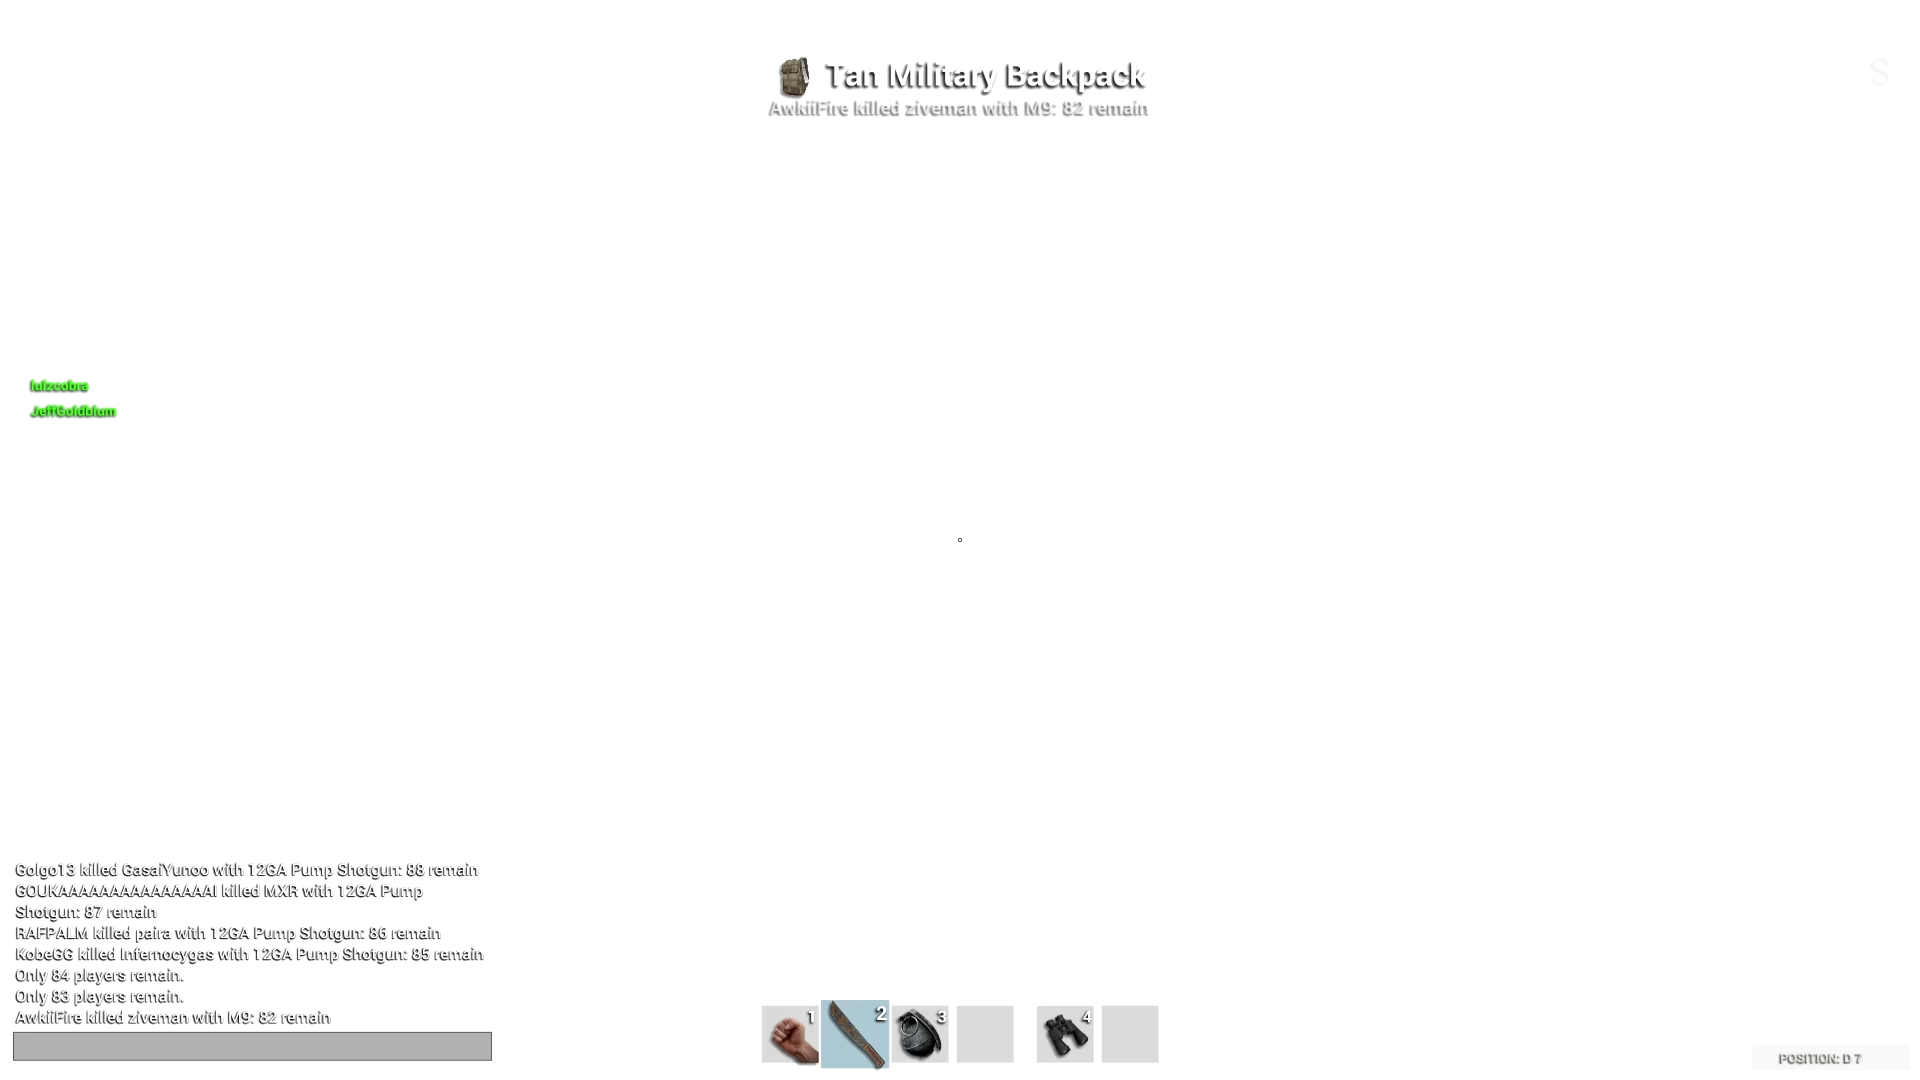 Tan Military Backpack
AwkiiFire killed ziveman with M9: 82 remain
S
lulzcobra
JeffGoldblum
Golgo13 killed GasaiYunoo with 12GA Pump Shotgun: 88 remain
GOUKAAAAAAAAAAAAAAAI killed MXR with 12GA Pump
Shotgun: 87 remain
RAFPALM killed paira with 12GA Pump Shotgun: 86 remain
KobeGG killed Infernocygas with 12GA Pump Shotgun: 85 remain
Only 84 players remain.
Only 83 players remain.
AwkiiFire killed ziveman with M9: 82 remain
1 2 3 4
POSITION: D 7